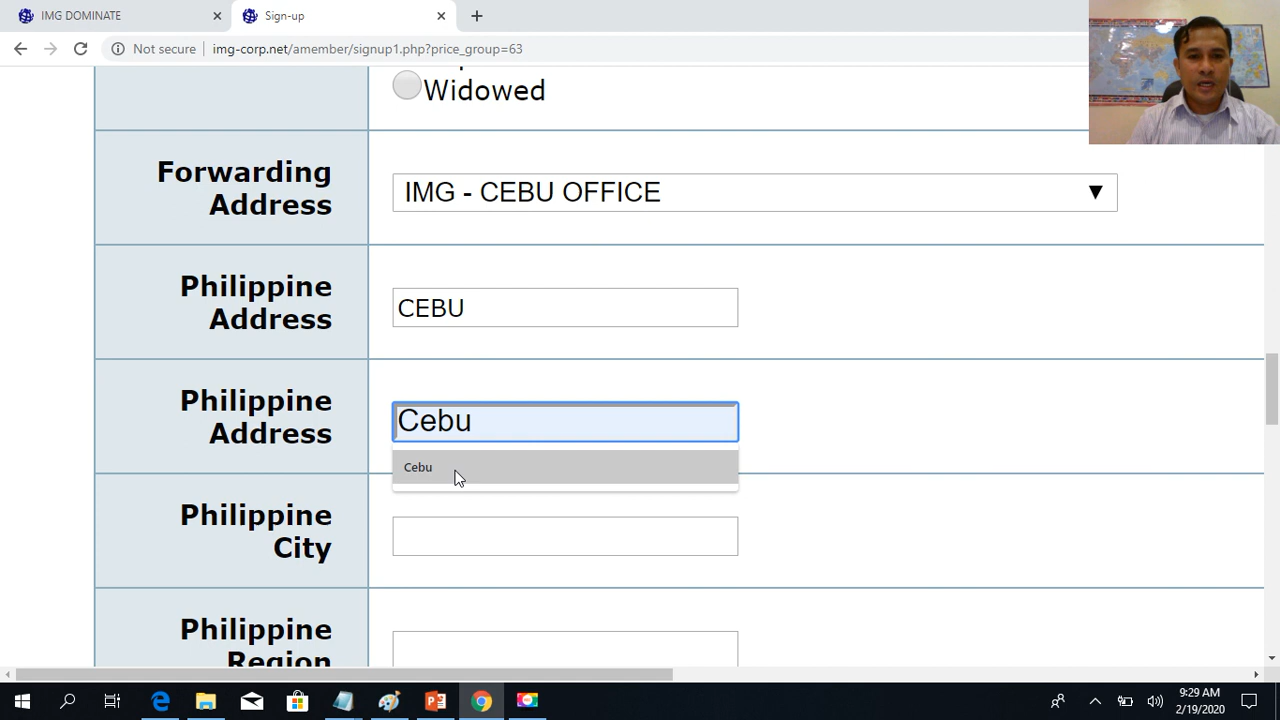 IMG DOMINATE
Sign-up
Not secure
img-corp.net/amember/signup1.php?price_group=63
Widowed
Forwarding
Address
IMG - CEBU OFFICE
Philippine
Address
CEBU
Philippine
Address
Cebu
Cebu
Philippine
City
Philippine
Region
9:29 AM
2/19/2020